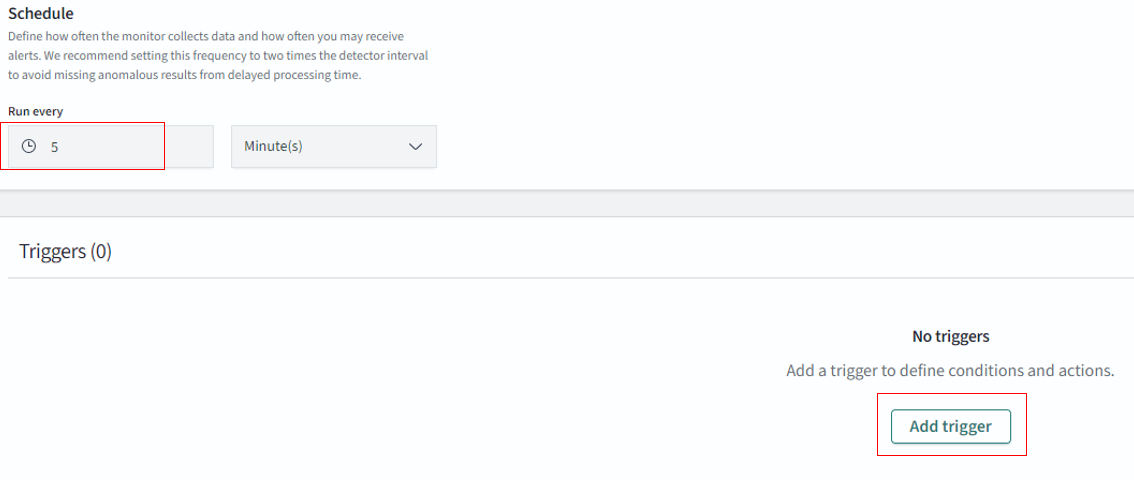 Schedule
Define how often the monitor collects data and how often you may receive
alerts. We recommend setting this frequency to two times the detector interval
to avoid missing anomalous results from delayed processing time.
Run every
5
Minute(s)
Triggers (0)
No triggers
Add a trigger to define conditions and actions.
Add trigger